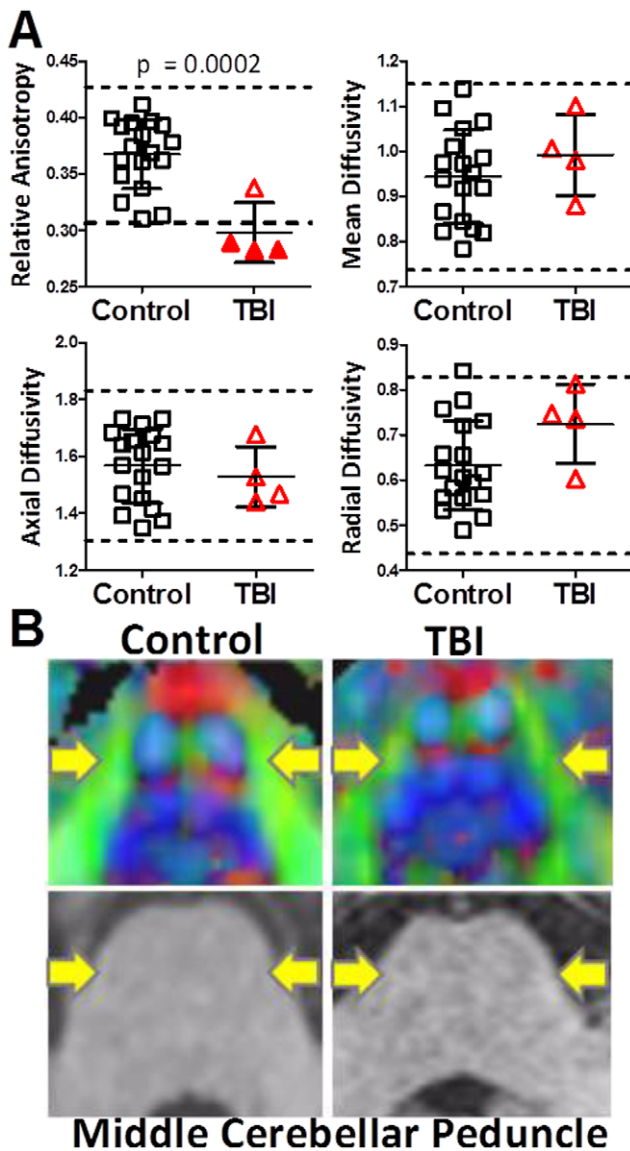 A
p = 0.0002
Relative Anisotropy
0.45
0.40
0.35
0.30
0.25
Control TBI
Mean Diffusivity
1.2
1.1
1.0
0.9
0.8
0.7
Control TBI
Axial Diffusivity
2.0
1.8
1.6
1.4
1.2
Control TBI
Radial Diffusivity
0.9
0.8
0.7
0.6
0.5
0.4
Control TBI
B
Control TBI
Middle Cerebellar Peduncle